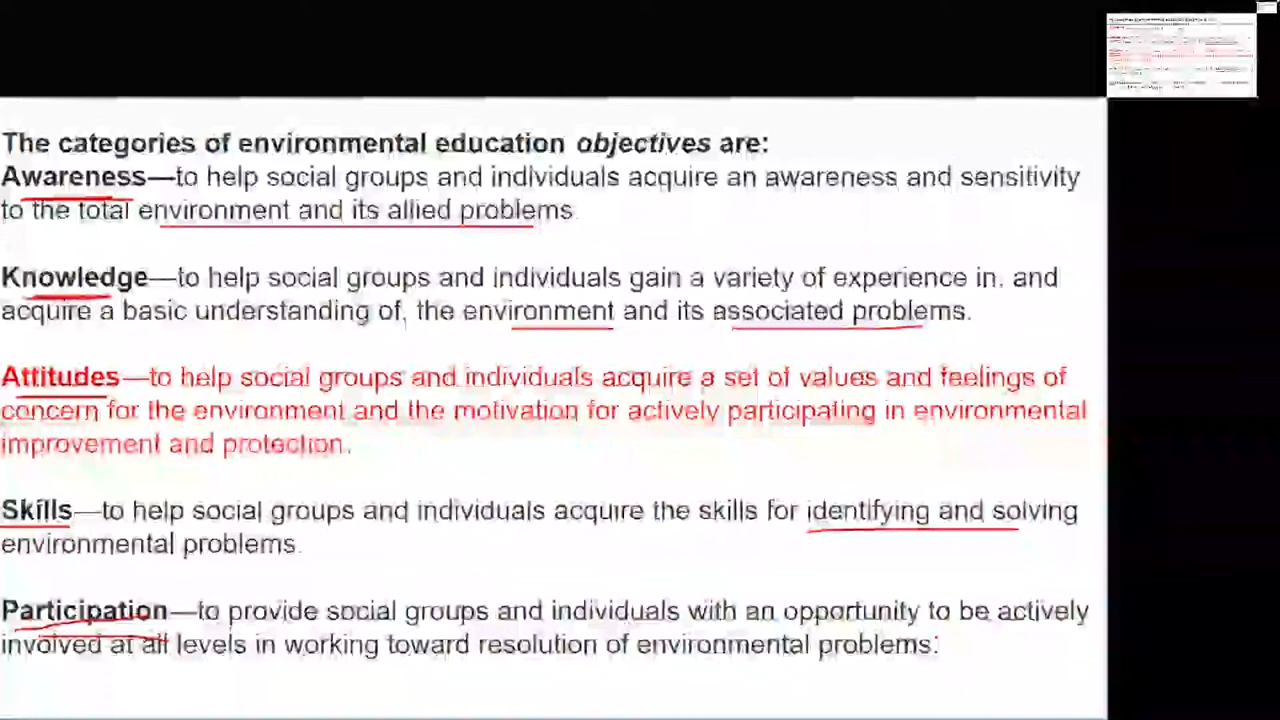 The categories of environmental education objectives are:
Awareness—to help social groups and individuals acquire an awareness and sensitivity
to the total environment and its allied problems.
Knowledge—to help social groups and individuals gain a variety of experience in, and
acquire a basic understanding of, the environment and its associated problems.
Attitudes—to help social groups and individuals acquire a set of values and feelings of
concern for the environment and the motivation for actively participating in environmental
improvement and protection.
Skills—to help social groups and individuals acquire the skills for identifying and solving
environmental problems.
Participation—to provide social groups and individuals with an opportunity to be actively
involved at all levels in working toward resolution of environmental problems.